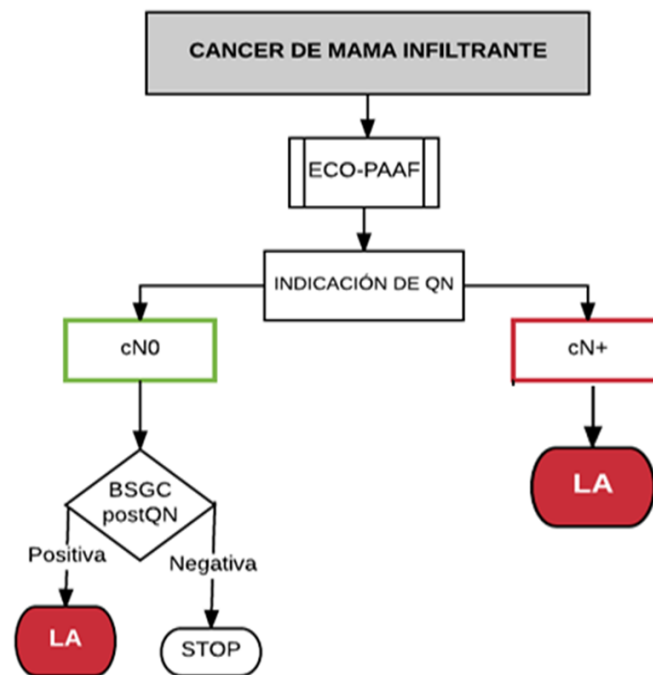 CANCER DE MAMA INFILTRANTE
ECO-PAAF
INDICACIÓN DE QN
cN0
cN+
BSGC
postQN
LA
Positiva
Negativa
LA
STOP